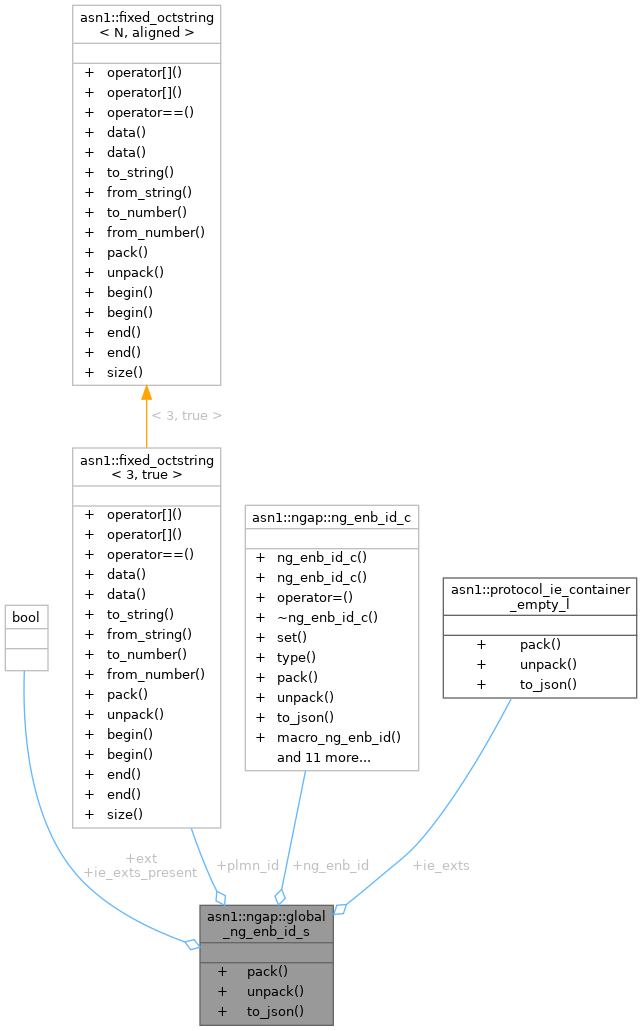 asn1::fixed_octstring
< N, aligned >
+ operator[]()
+ operator[]()
+ operator==()
+ data()
+ data()
+ to_string()
+ from_string()
+ to_number()
+ from_number()
+ pack()
+ unpack()
+ begin()
+ begin()
+ end()
+ end()
+ size()
< 3, true >
asn1::fixed_octstring
< 3, true >
+ operator[]()
+ operator[]()
+ operator==()
+ data()
+ data()
+ to_string()
+ from_string()
+ to_number()
+ from_number()
+ pack()
+ unpack()
+ begin()
+ begin()
+ end()
+ end()
+ size()
asn1::ngap::ng_enb_id_c
+ ng_enb_id_c()
+ ng_enb_id_c()
+ operator=()
+ ~ng_enb_id_c()
+ set()
+ type()
+ pack()
+ unpack()
+ to_json()
+ macro_ng_enb_id()
and 11 more...
asn1::protocol_ie_container
_empty_l
+ pack()
+ unpack()
+ to_json()
bool
+ext
+ie_exts_present
+plmn_id
+ng_enb_id
+ie_exts
asn1::ngap::global
_ng_enb_id_s
+ pack()
+ unpack()
+ to_json()